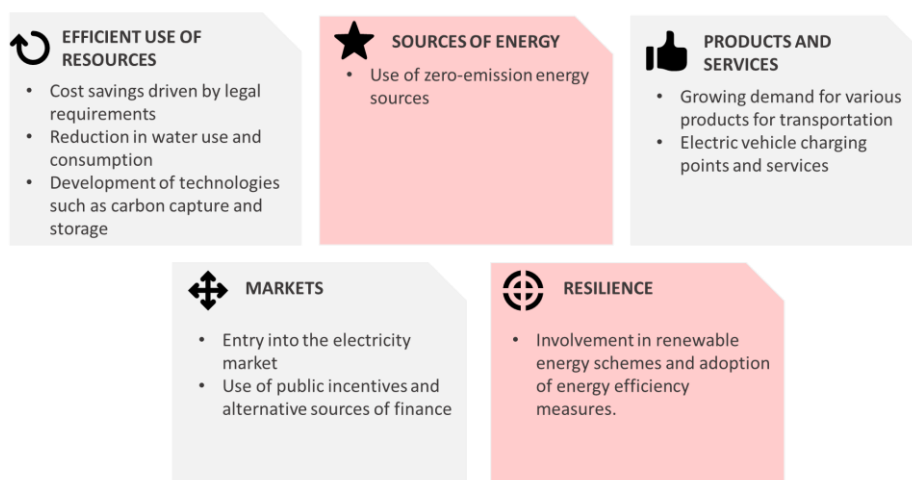 EFFICIENT USE OF
RESOURCES
• Cost savings driven by legal
requirements
• Reduction in water use and
consumption
• Development of technologies
such as carbon capture and
storage
SOURCES OF ENERGY
• Use of zero-emission energy
sources
PRODUCTS AND
SERVICES
• Growing demand for various
products for transportation
• Electric vehicle charging
points and services
MARKETS
• Entry into the electricity
market
• Use of public incentives and
alternative sources of finance
RESILIENCE
• Involvement in renewable
energy schemes and adoption
of energy efficiency
measures.